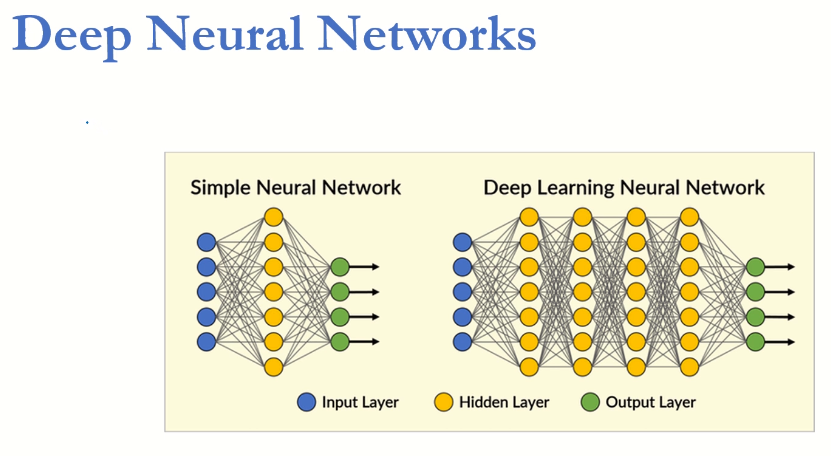 Deep Neural Networks
Simple Neural Network
Deep Learning Neural Network
Input Layer
Hidden Layer
Output Layer